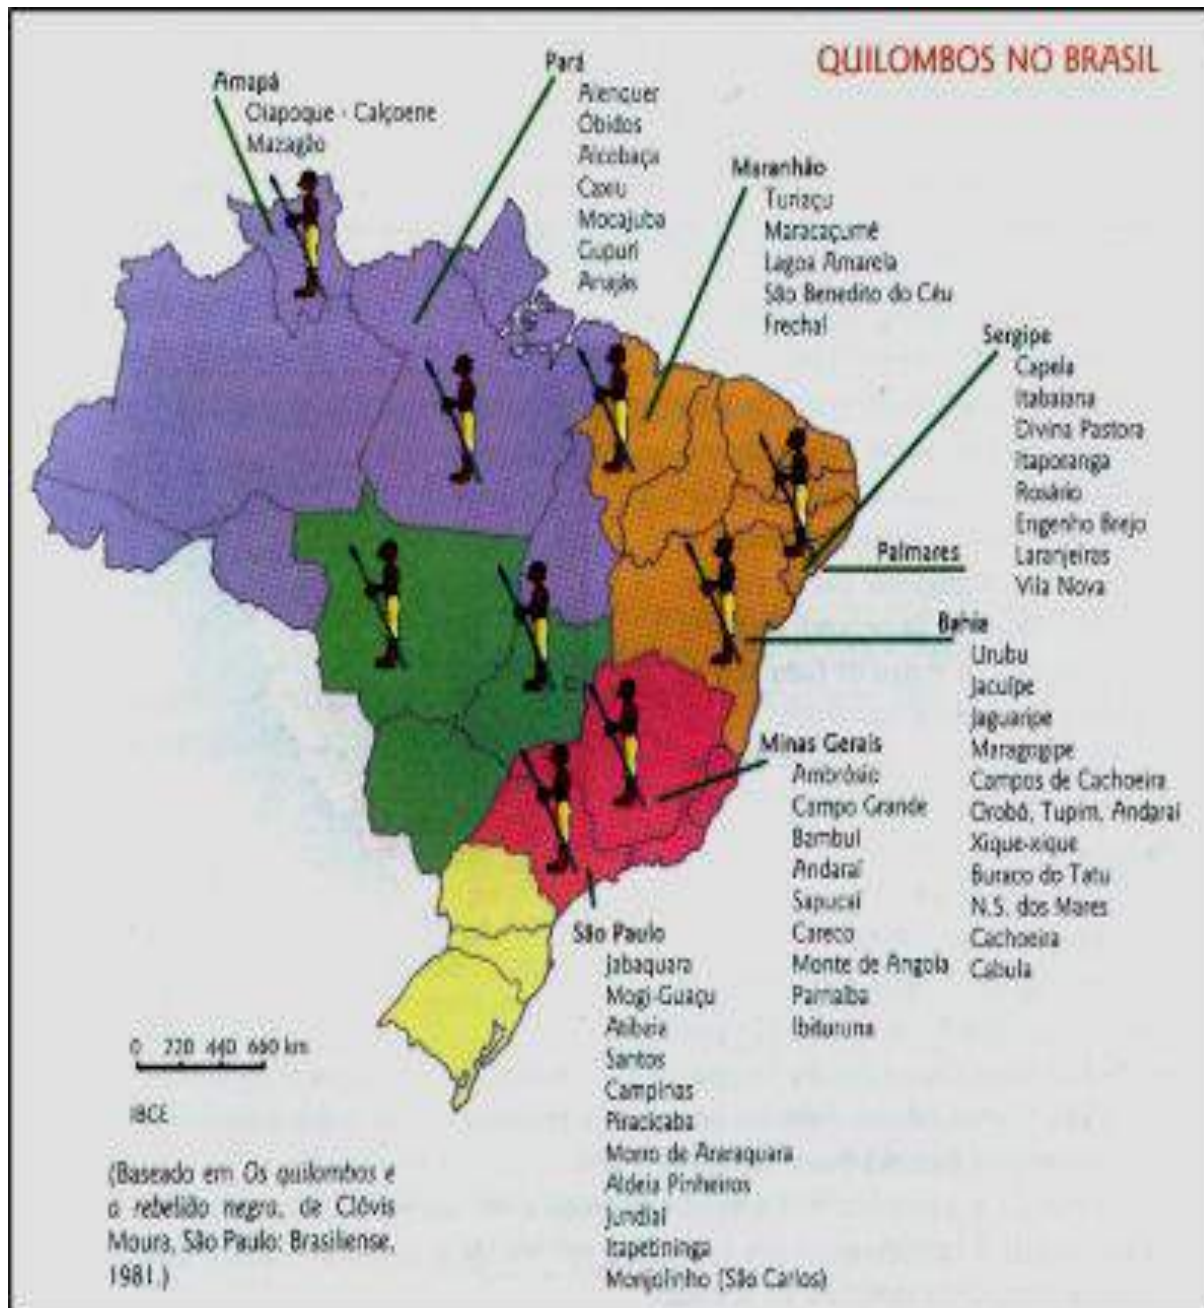 QUILOMBOS NO BRASIL
Amapá
Oiapoque - Calçoene
Mazagão
Pará
Alenquer
Óbidos
Alcobaça
Caxiu
Mocajuba
Gupuri
Anajás
Maranhão
Turiaçu
Maracaçumé
Lagoa Amarela
São Benedito do Céu
Frechal
Sergipe
Capela
Itabaiana
Divina Pastora
Itaporanga
Rosário
Engenho Brejo
Laranjeiras
Vila Nova
Palmares
Bahia
Urubu
Jacuípe
Jaguaripe
Maragogipe
Campos de Cachoeira
Orobó, Tupim, Andaraí
Xique-xique
Buraco do Tatu
N.S. dos Mares
Cachoeira
Cabula
Minas Gerais
Ambrósio
Campo Grande
Bambuí
Andaraí
Sapucaí
Careca
Monte de Angola
Parnaíba
Ibituruna
São Paulo
Jabaquara
Mogi-Guaçu
Atibaia
Santos
Campinas
Piracicaba
Morro de Araraquara
Aldeia Pinheiros
Jundiaí
Itapetininga
Monjolinho (São Carlos)
0 220 440 660 km
IBGE
(Baseado em Os quilombos e
a rebelião negra, de Clóvis
Moura, São Paulo: Brasiliense,
1981.)